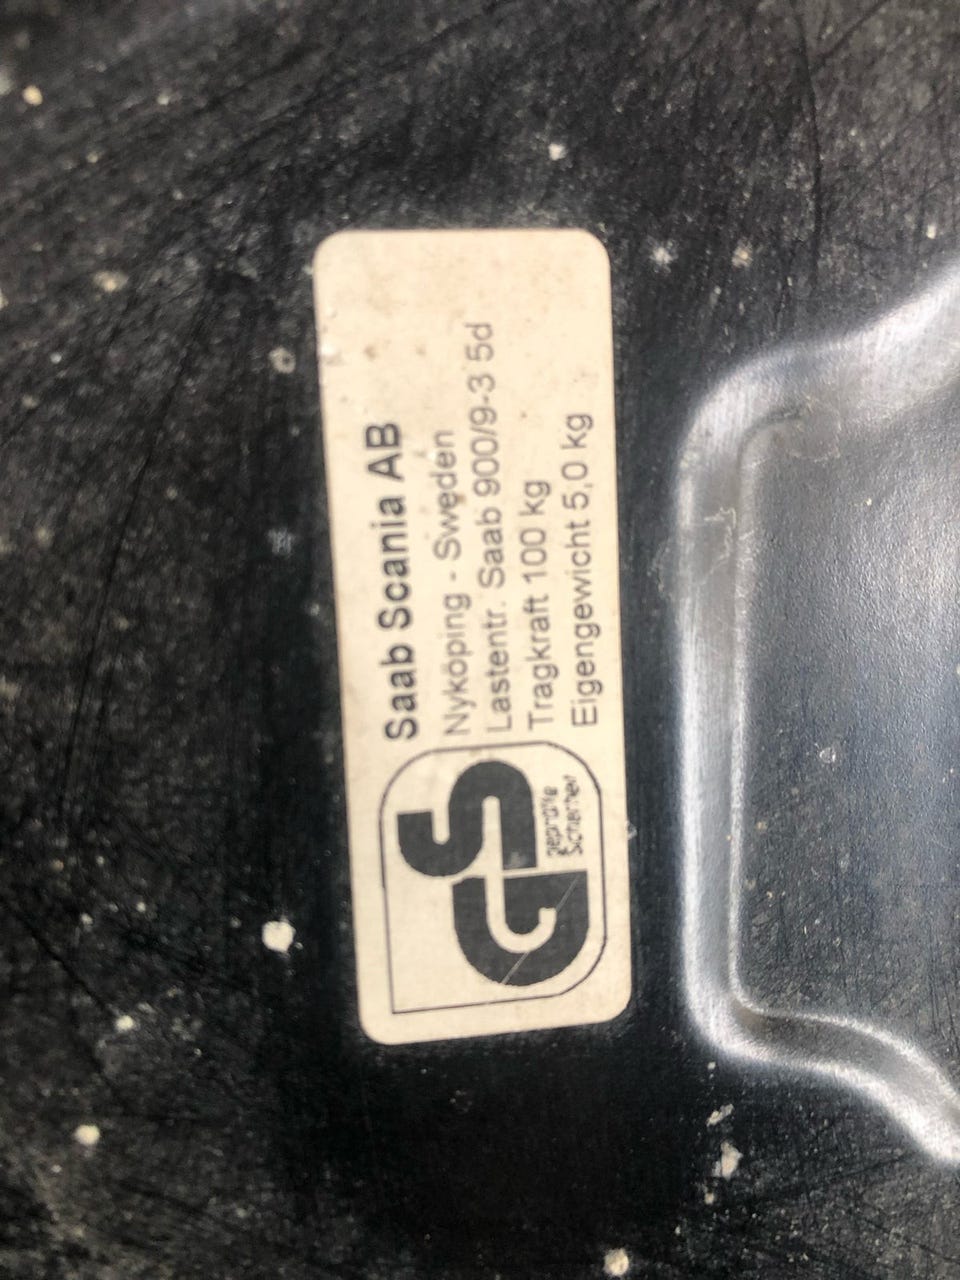 Saab Scania AB
Nyköping - Sweden
Lastentr. Saab 900/9-3 5d
Tragkraft 100 kg
Eigengewicht 5,0 kg
GS
geprüfte
Sicherheit